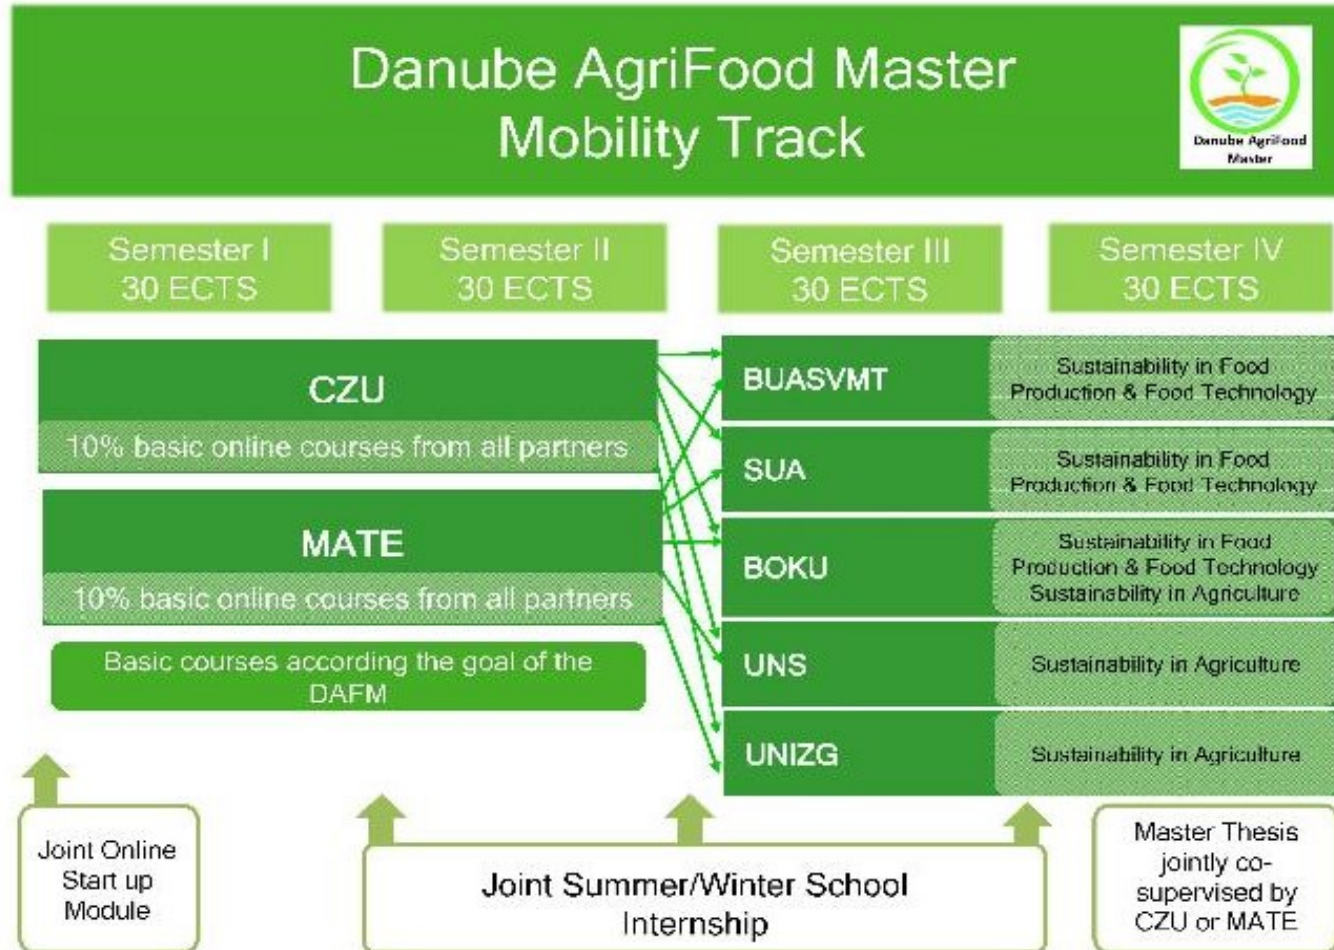 Danube AgriFood Master
Mobility Track
Danube AgriFood
Master
Semester I
30 ECTS
Semester II
30 ECTS
Semester III
30 ECTS
Semester IV
30 ECTS
CZU
10% basic online courses from all partners
MATE
10% basic online courses from all partners
Basic courses according the goal of the
DAFM
BUASVMT
Sustainability in Food
Production & Food Technology
SUA
Sustainability in Food
Production & Food Technology
BOKU
Sustainability in Food
Production & Food Technology
Sustainability in Agriculture
UNS
Sustainability in Agriculture
UNIZG
Sustainability in Agriculture
Joint Online
Start up
Module
Joint Summer/Winter School
Internship
Master Thesis
jointly co-
supervised by
CZU or MATE